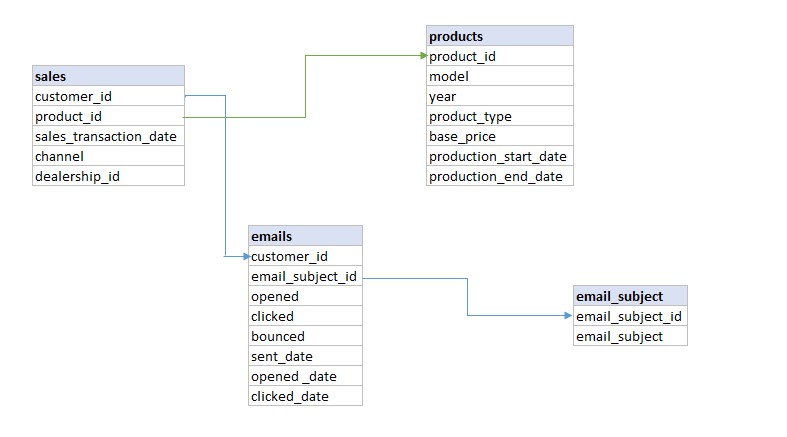 products
product_id
model
year
product_type
base_price
production_start_date
production_end_date
sales
customer_id
product_id
sales_transaction_date
channel
dealership_id
emails
customer_id
email_subject_id
opened
clicked
bounced
sent_date
opened _date
clicked_date
email_subject
email_subject_id
email_subject